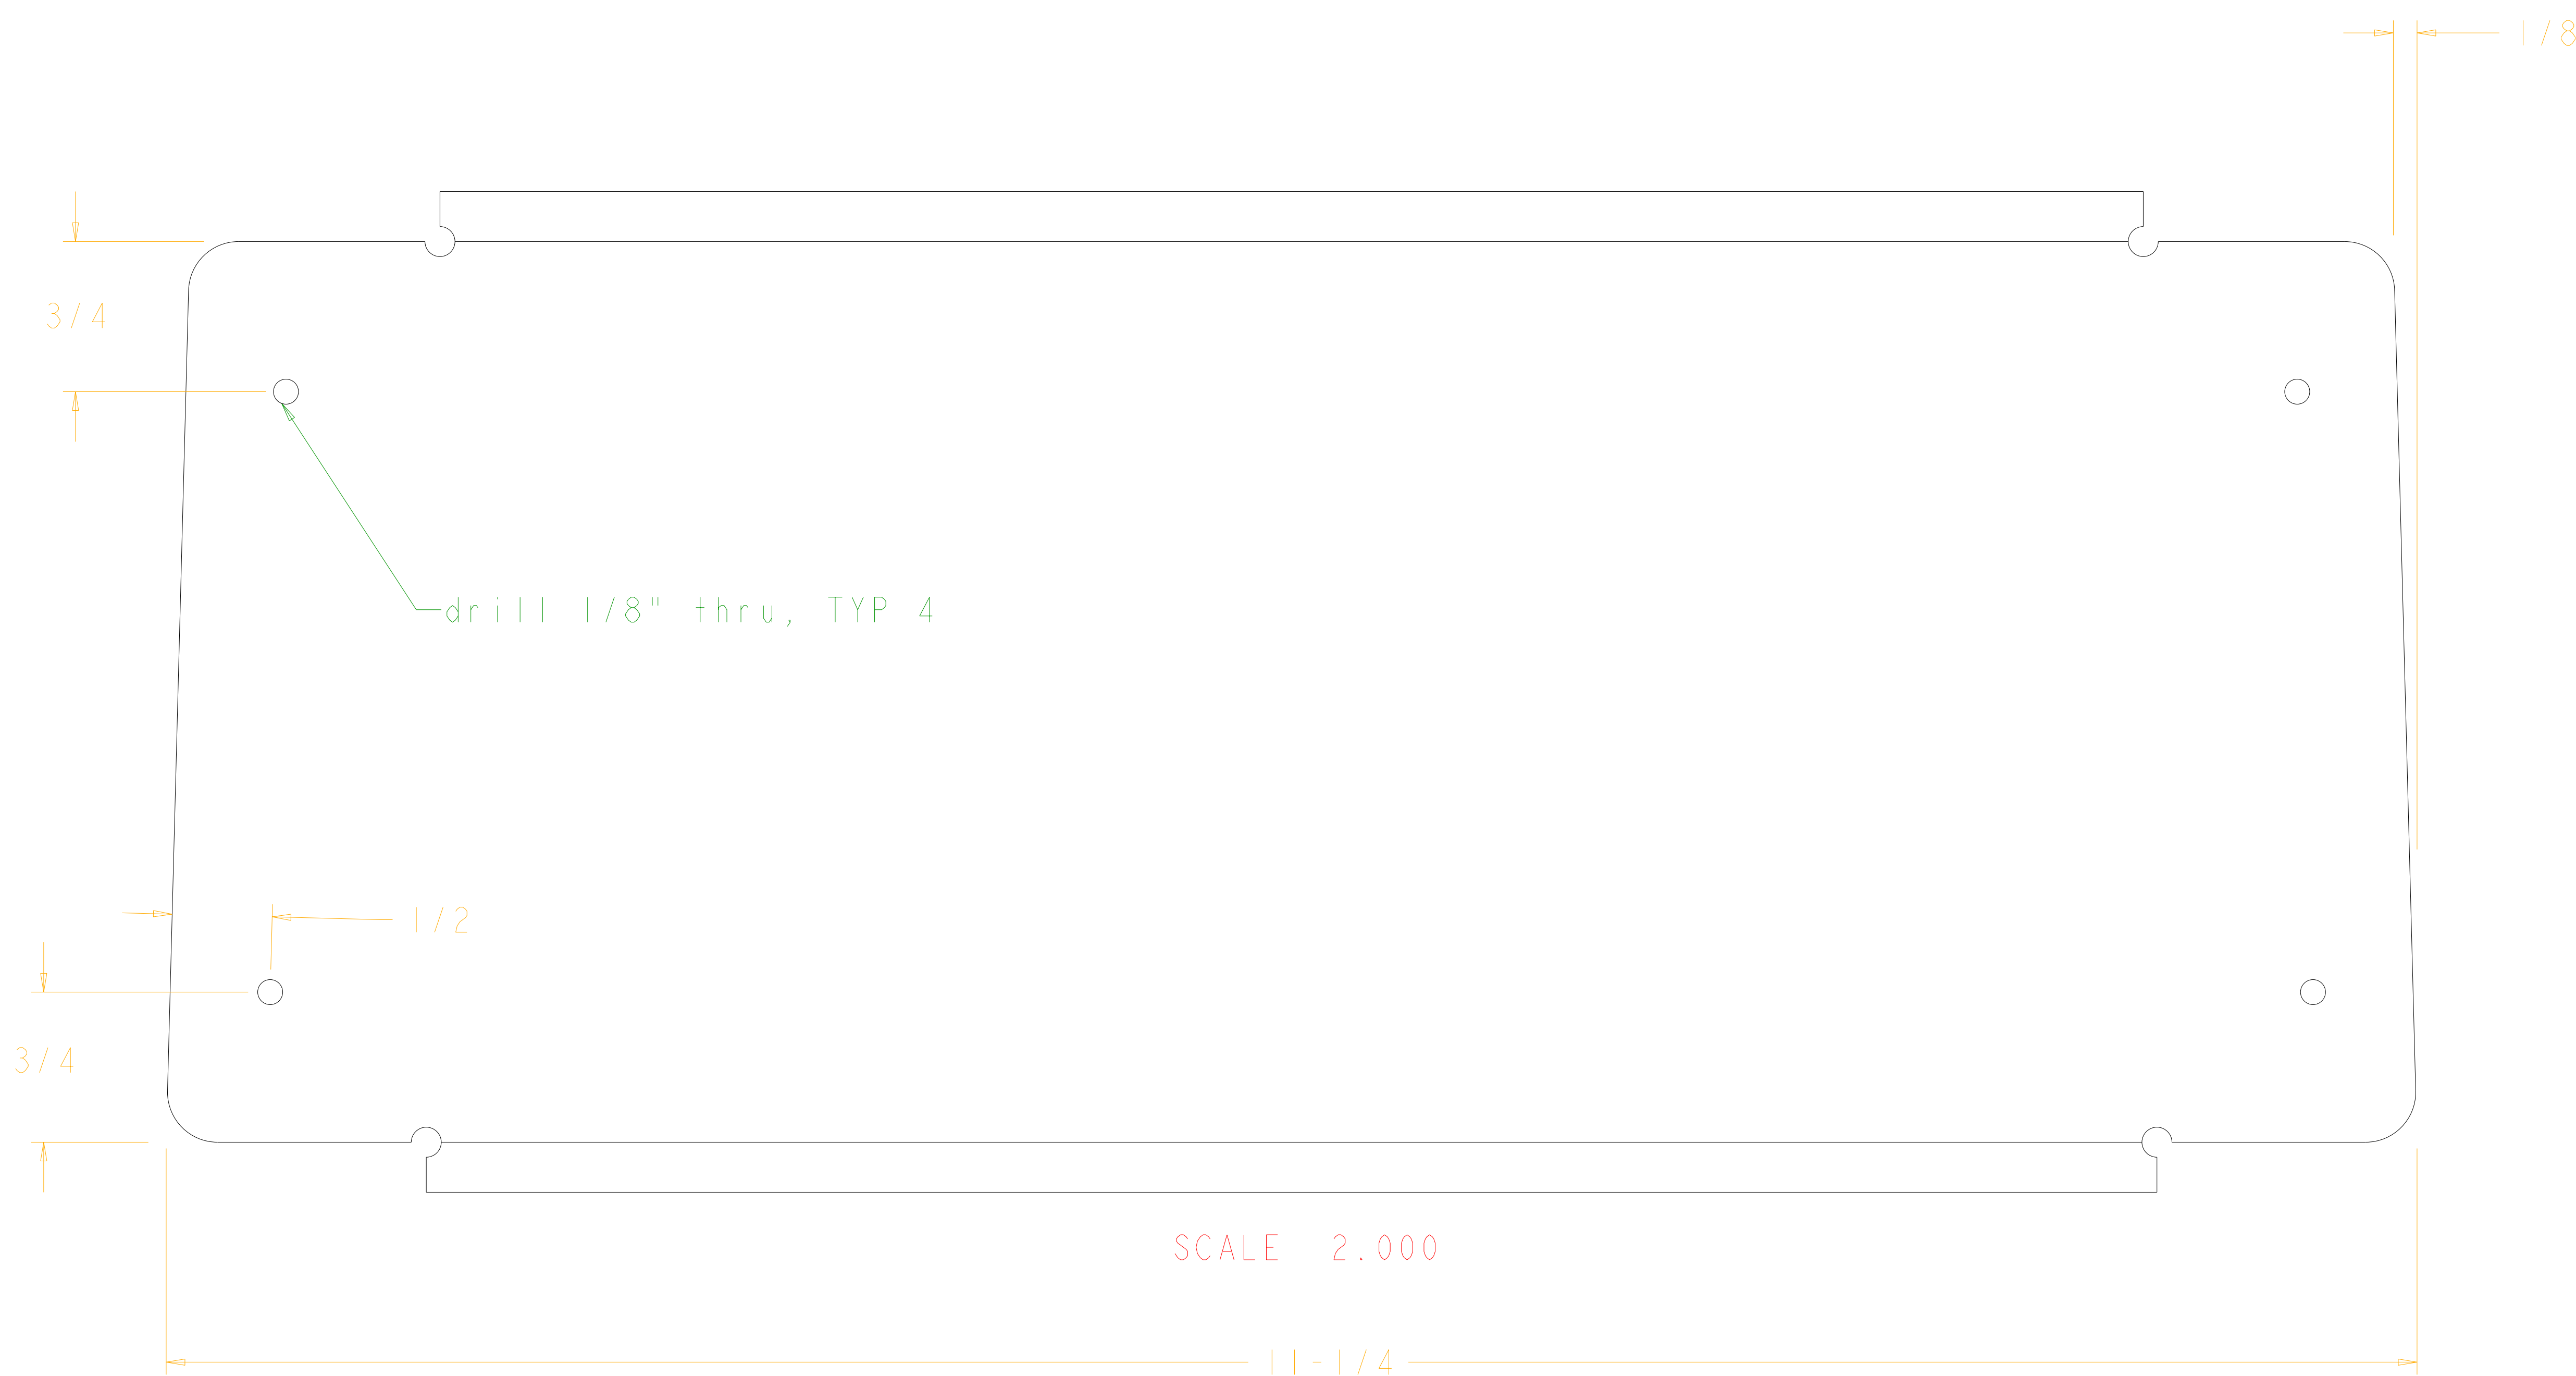 1/8
3/4
drill 1/8" thru, TYP 4
1/2
3/4
SCALE 2.000
11-1/4